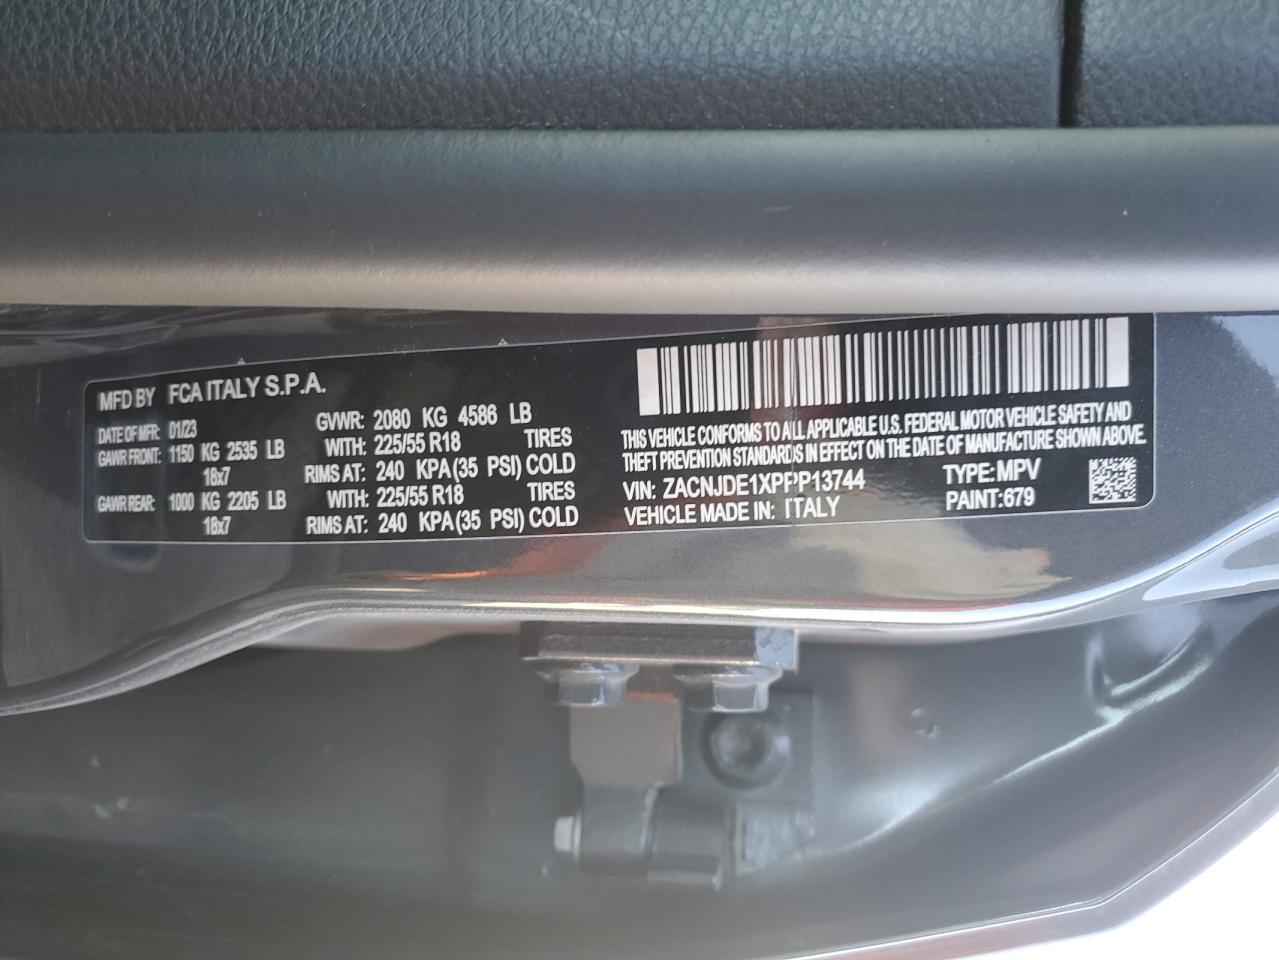 MFD BY FCA ITALY S.P.A.
DATE OF MFR: 01/23 GVWR: 2080 KG 4586 LB
GAWR FRONT: 1150 KG 2535 LB WITH: 225/55 R18 TIRES
18x7 RIMS AT: 240 KPA(35 PSI) COLD
GAWR REAR: 1000 KG 2205 LB WITH: 225/55 R18 TIRES
18x7 RIMS AT: 240 KPA(35 PSI) COLD
THIS VEHICLE CONFORMS TO ALL APPLICABLE U.S. FEDERAL MOTOR VEHICLE SAFETY AND
THEFT PREVENTION STANDARDS IN EFFECT ON THE DATE OF MANUFACTURE SHOWN ABOVE.
VIN: ZACNJDE1XPPP13744 TYPE:MPV
VEHICLE MADE IN: ITALY PAINT:679